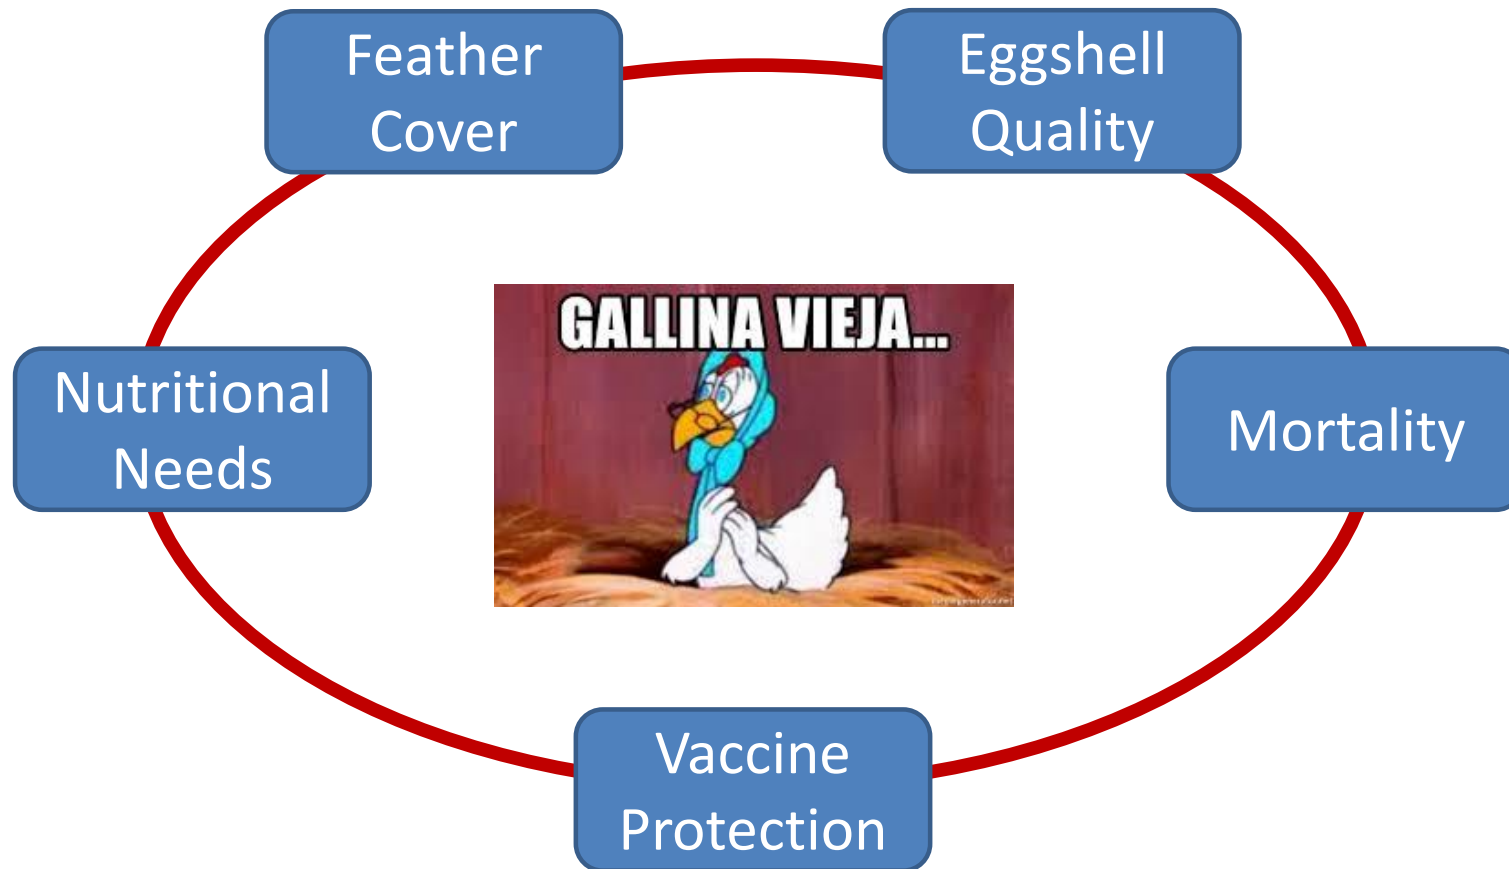 Feather
Cover
Eggshell
Quality
GALLINA VIEJA...
Nutritional
Needs
Mortality
Vaccine
Protection